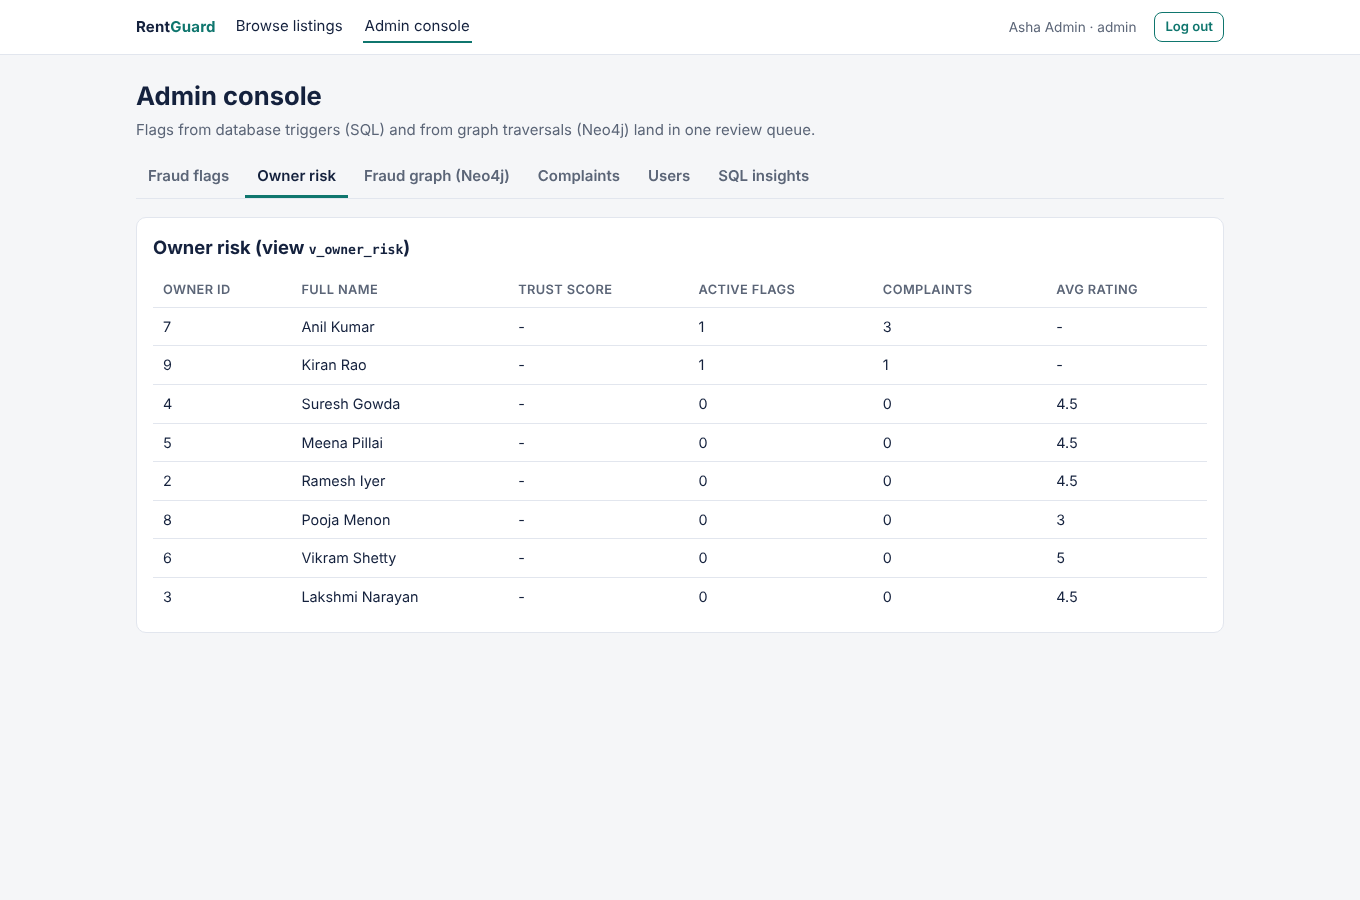 RentGuard Browse listings Admin console Asha Admin · admin Log out
Admin console
Flags from database triggers (SQL) and from graph traversals (Neo4j) land in one review queue.
Fraud flags Owner risk Fraud graph (Neo4j) Complaints Users SQL insights
Owner risk (view v_owner_risk)
OWNER ID FULL NAME TRUST SCORE ACTIVE FLAGS COMPLAINTS AVG RATING
7 Anil Kumar - 1 3 -
9 Kiran Rao - 1 1 -
4 Suresh Gowda - 0 0 4.5
5 Meena Pillai - 0 0 4.5
2 Ramesh Iyer - 0 0 4.5
8 Pooja Menon - 0 0 3
6 Vikram Shetty - 0 0 5
3 Lakshmi Narayan - 0 0 4.5